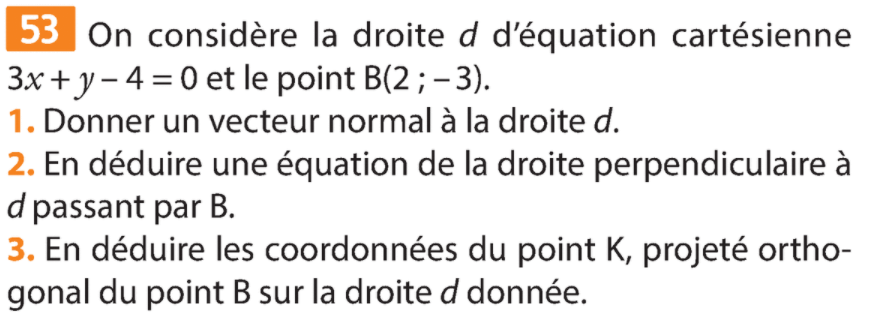 53 On considère la droite d d'équation cartésienne
3x + y – 4 = 0 et le point B(2 ; – 3).
1. Donner un vecteur normal à la droite d.
2. En déduire une équation de la droite perpendiculaire à
d passant par B.
3. En déduire les coordonnées du point K, projeté ortho-
gonal du point B sur la droite d donnée.